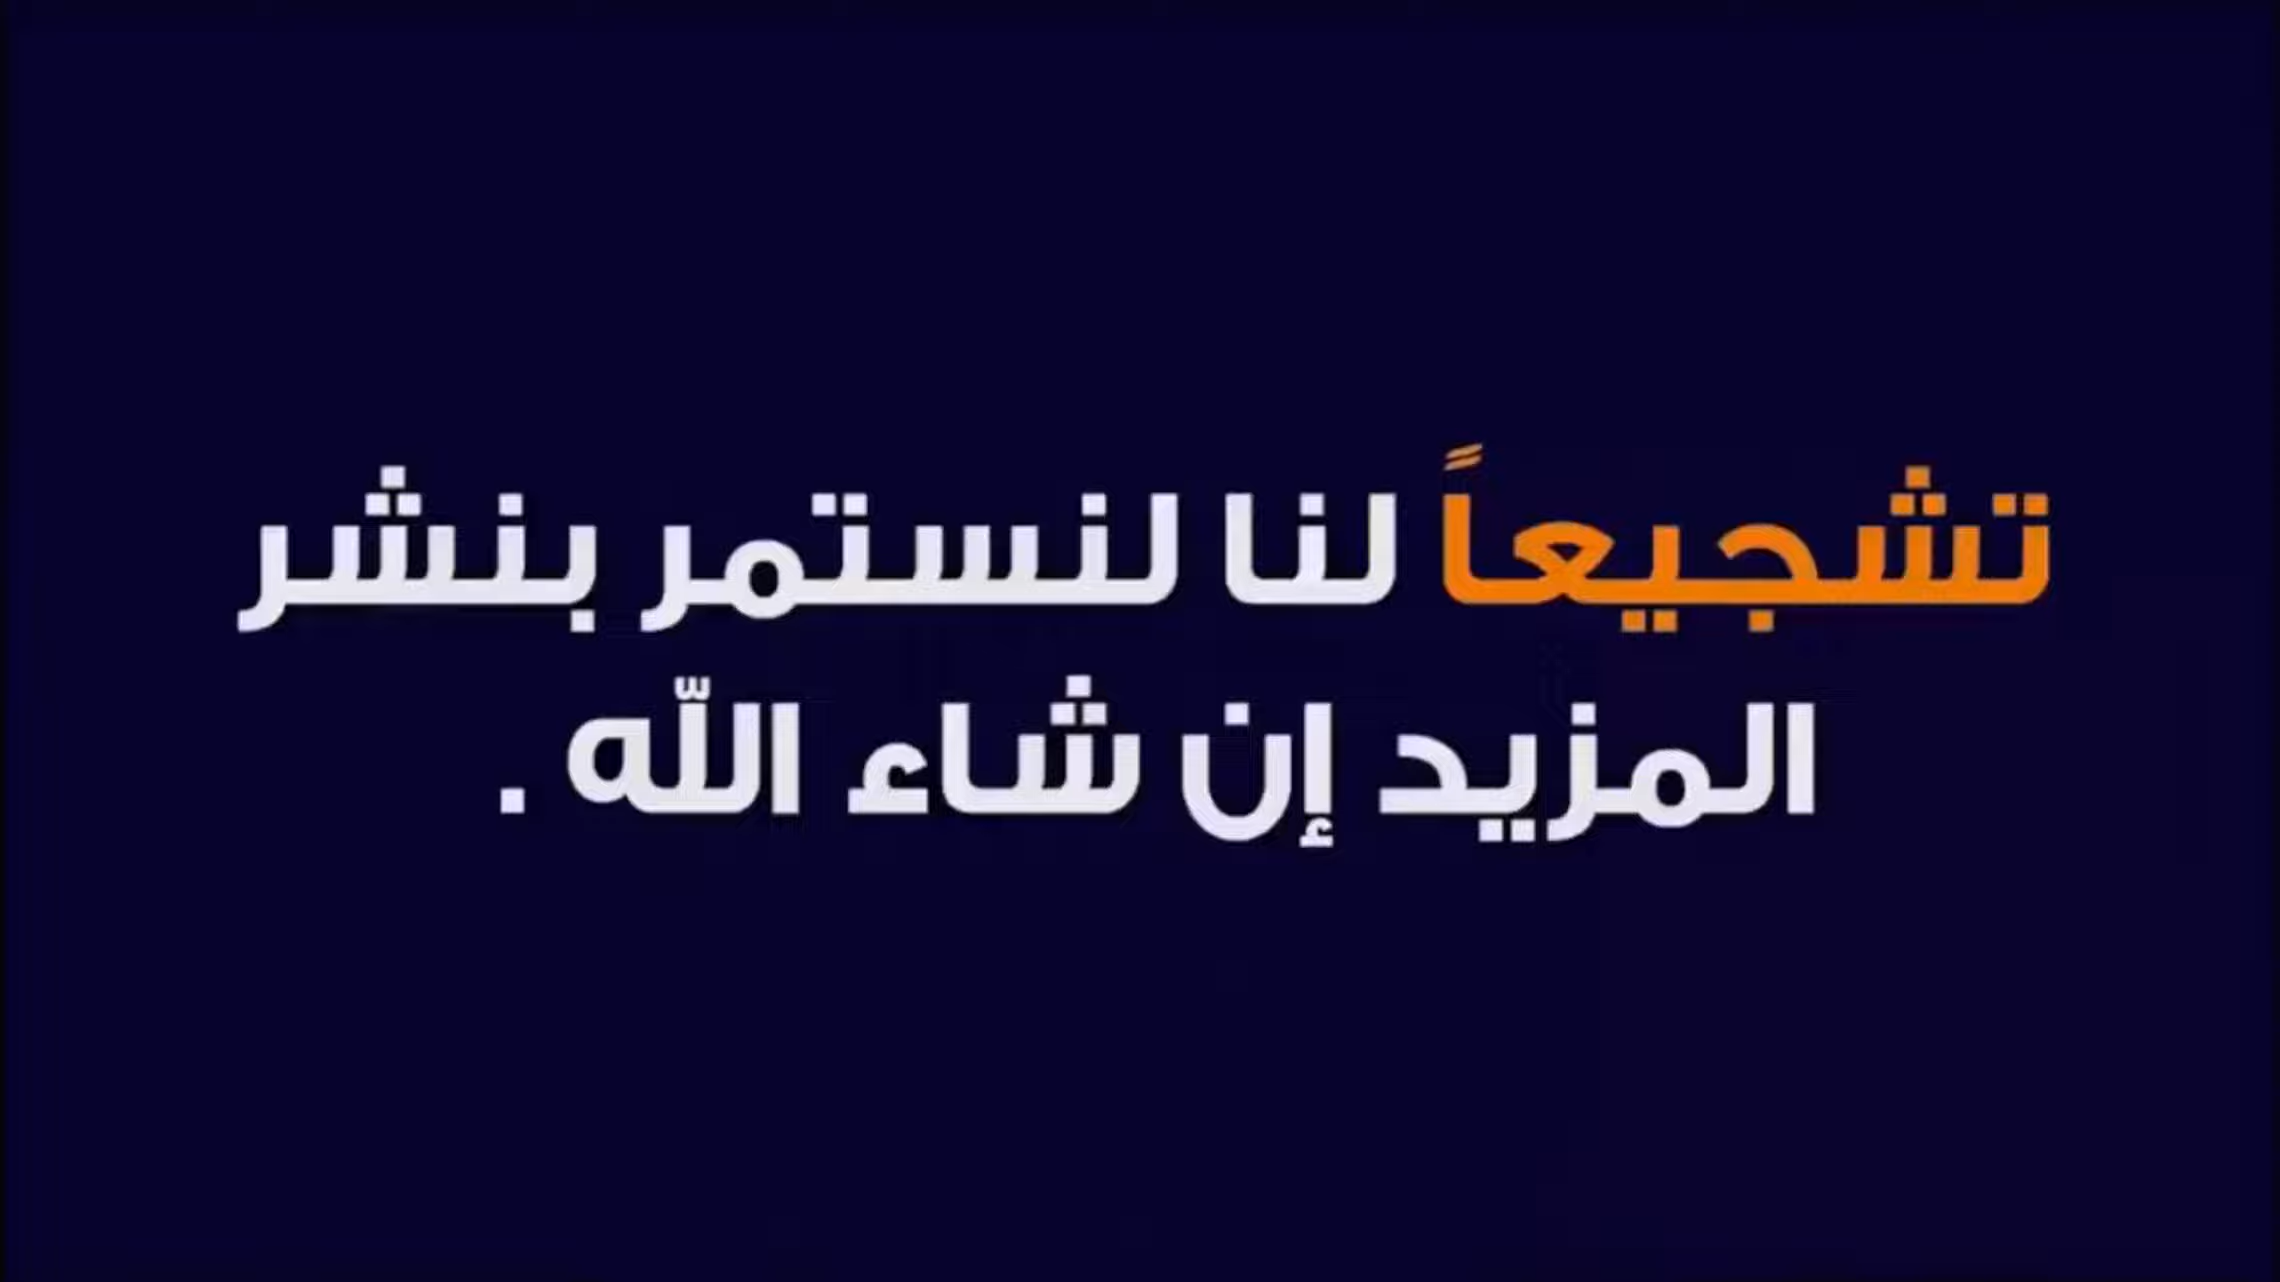 تشجيعاً لنا لنستمر بنشر
المزيد إن شاء اللّه .